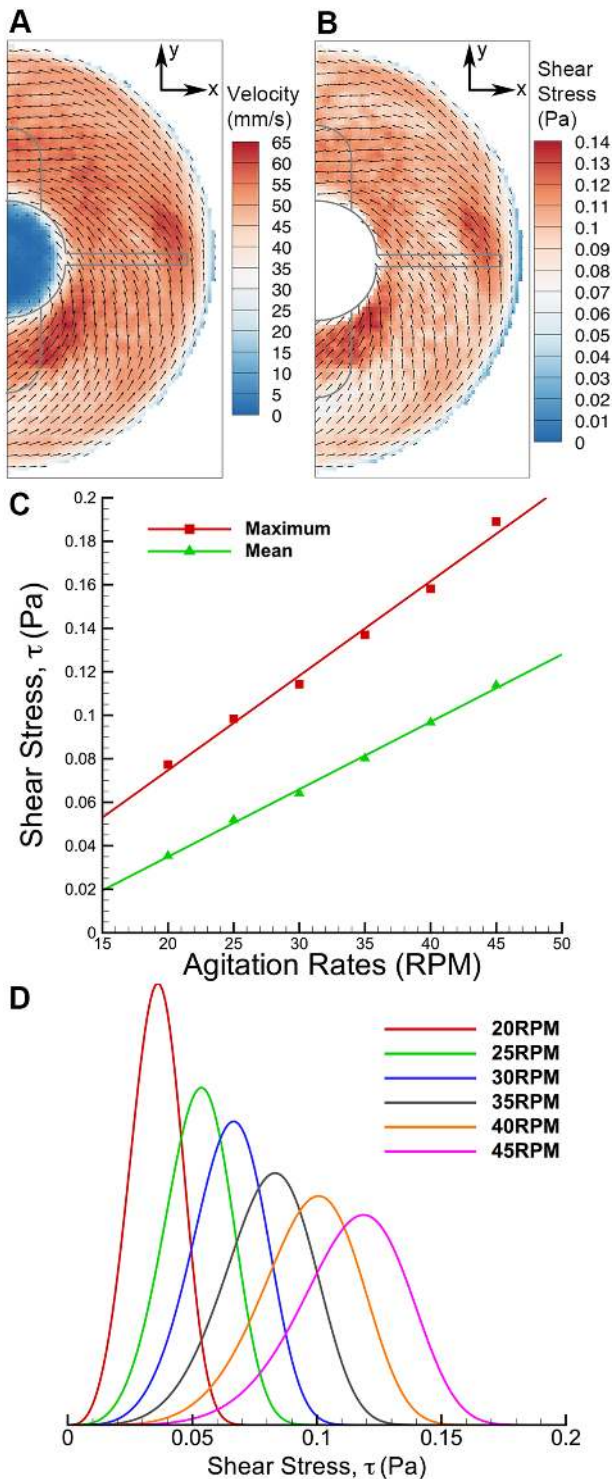 A
y
x
Velocity
(mm/s)
65
60
55
50
45
40
35
30
25
20
15
10
5
0
B
y
x
Shear
Stress
(Pa)
0.14
0.13
0.12
0.11
0.1
0.09
0.08
0.07
0.06
0.05
0.04
0.03
0.02
0.01
0
C
Maximum
Mean
Shear Stress, τ (Pa)
0.2
0.18
0.16
0.14
0.12
0.1
0.08
0.06
0.04
0.02
0
15 20 25 30 35 40 45 50
Agitation Rates (RPM)
D
20RPM
25RPM
30RPM
35RPM
40RPM
45RPM
0 0.05 0.1 0.15 0.2
Shear Stress, τ (Pa)